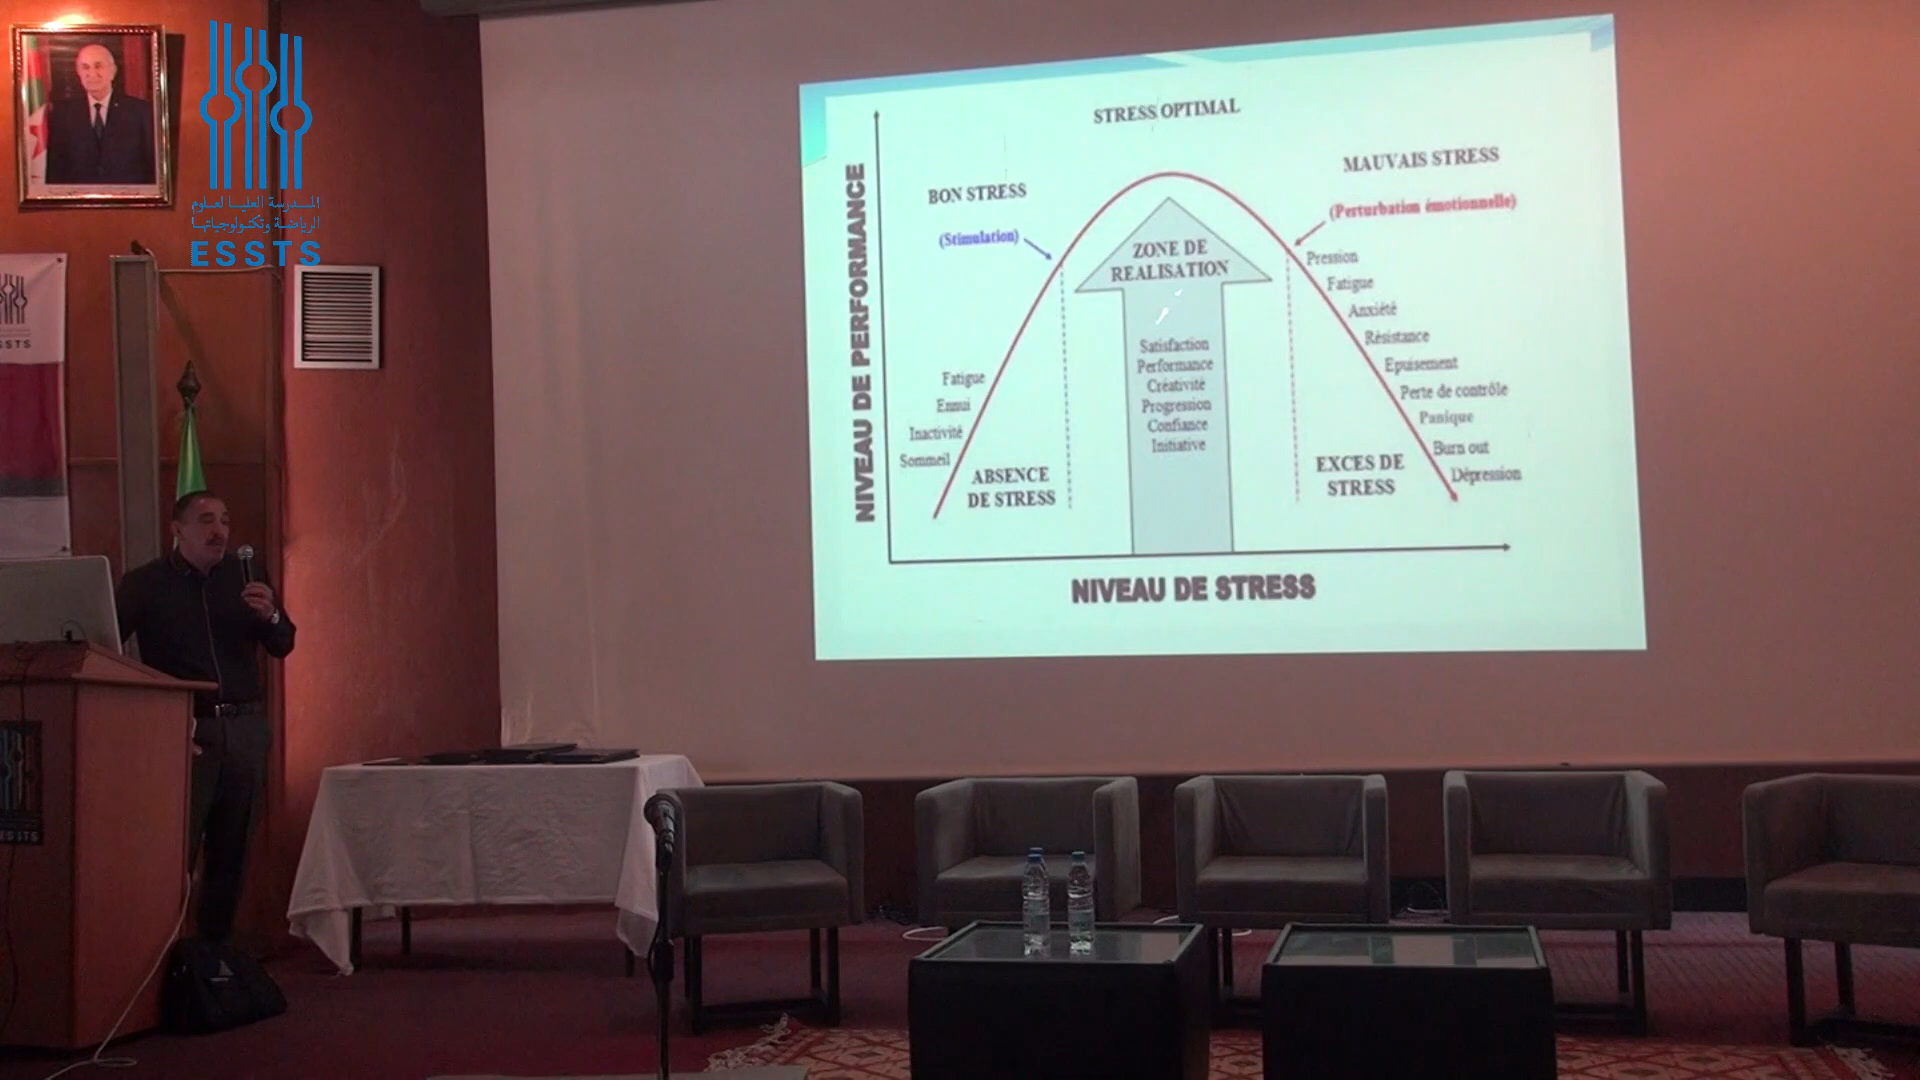 المدرسة العليا لعلوم
الرياضة وتكنولوجياتها
ESSTS
STRESS OPTIMAL
BON STRESS
(Stimulation)
MAUVAIS STRESS
(Perturbation émotionnelle)
NIVEAU DE PERFORMANCE
ZONE DE
REALISATION
Satisfaction
Performance
Créativité
Progression
Confiance
Initiative
Fatigue
Ennui
Inactivité
Sommeil
ABSENCE
DE STRESS
Pression
Fatigue
Anxiété
Résistance
Epuisement
Perte de contrôle
Panique
Burn out
Dépression
EXCES DE
STRESS
NIVEAU DE STRESS
ESSTS